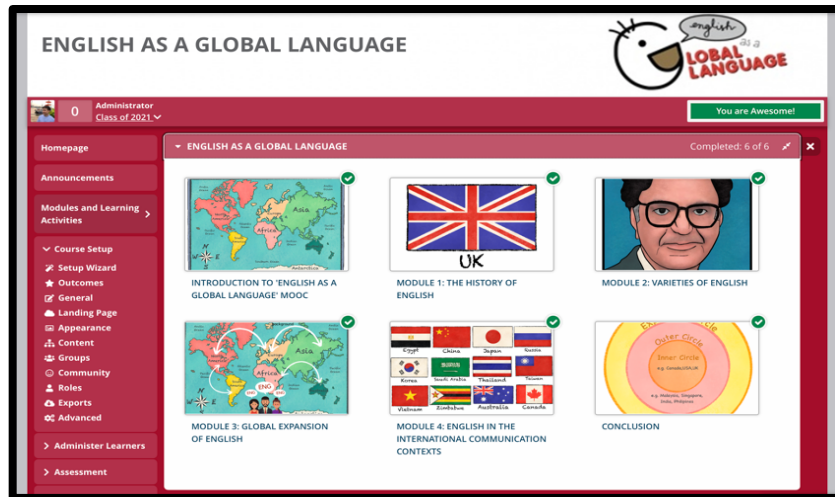 ENGLISH AS A GLOBAL LANGUAGE
english
as a
LOBAL
LANGUAGE
0
Administrator
Class of 2021
You are Awesome!
Homepage
Announcements
Modules and Learning
Activities
Course Setup
Setup Wizard
Outcomes
General
Landing Page
Appearance
Content
Groups
Community
Roles
Exports
Advanced
Administer Learners
Assessment
ENGLISH AS A GLOBAL LANGUAGE
Completed: 6 of 6
Asia
Africa
N
W
E
S
INTRODUCTION TO 'ENGLISH AS A
GLOBAL LANGUAGE' MOOC
UK
MODULE 1: THE HISTORY OF
ENGLISH
MODULE 2: VARIETIES OF ENGLISH
Asia
Africa
ENG
MODULE 3: GLOBAL EXPANSION
OF ENGLISH
Egypt
China
Japan
Russia
Korea
Saudi Arabia
Thailand
Taiwan
Vietnam
Zimbabwe
Australia
Canada
MODULE 4: ENGLISH IN THE
INTERNATIONAL COMMUNICATION
CONTEXTS
Outer Circle
Inner Circle
CONCLUSION